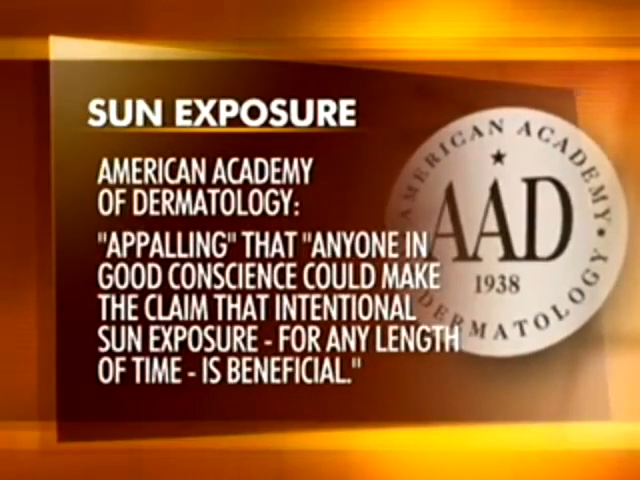 SUN EXPOSURE
AMERICAN ACADEMY
OF DERMATOLOGY:
"APPALLING" THAT "ANYONE IN
GOOD CONSCIENCE COULD MAKE
THE CLAIM THAT INTENTIONAL
SUN EXPOSURE - FOR ANY LENGTH
OF TIME - IS BENEFICIAL."
AMERICAN ACADEMY
AAD
1938
DERMATOLOGY